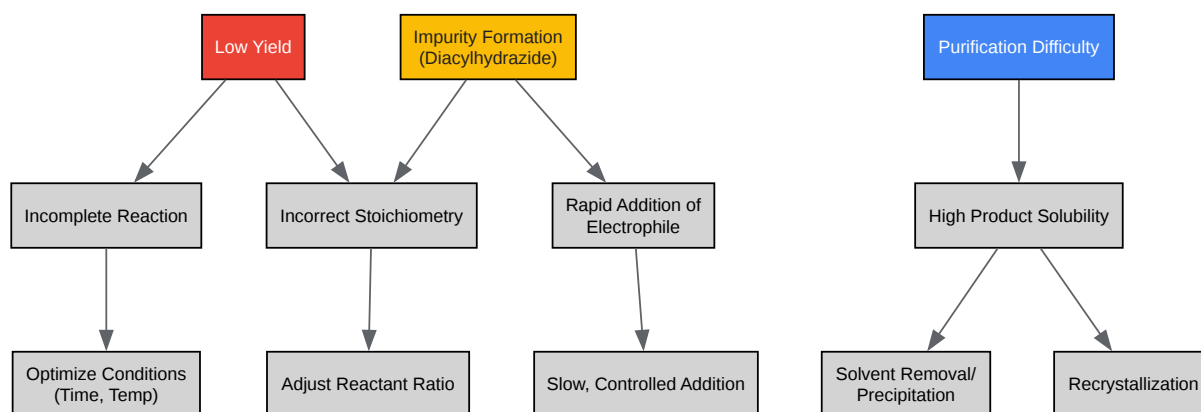 Low Yield
Impurity Formation
(Diacylhydrazide)
Purification Difficulty
Incomplete Reaction
Incorrect Stoichiometry
Rapid Addition of
Electrophile
High Product Solubility
Optimize Conditions
(Time, Temp)
Adjust Reactant Ratio
Slow, Controlled Addition
Solvent Removal/
Precipitation
Recrystallization